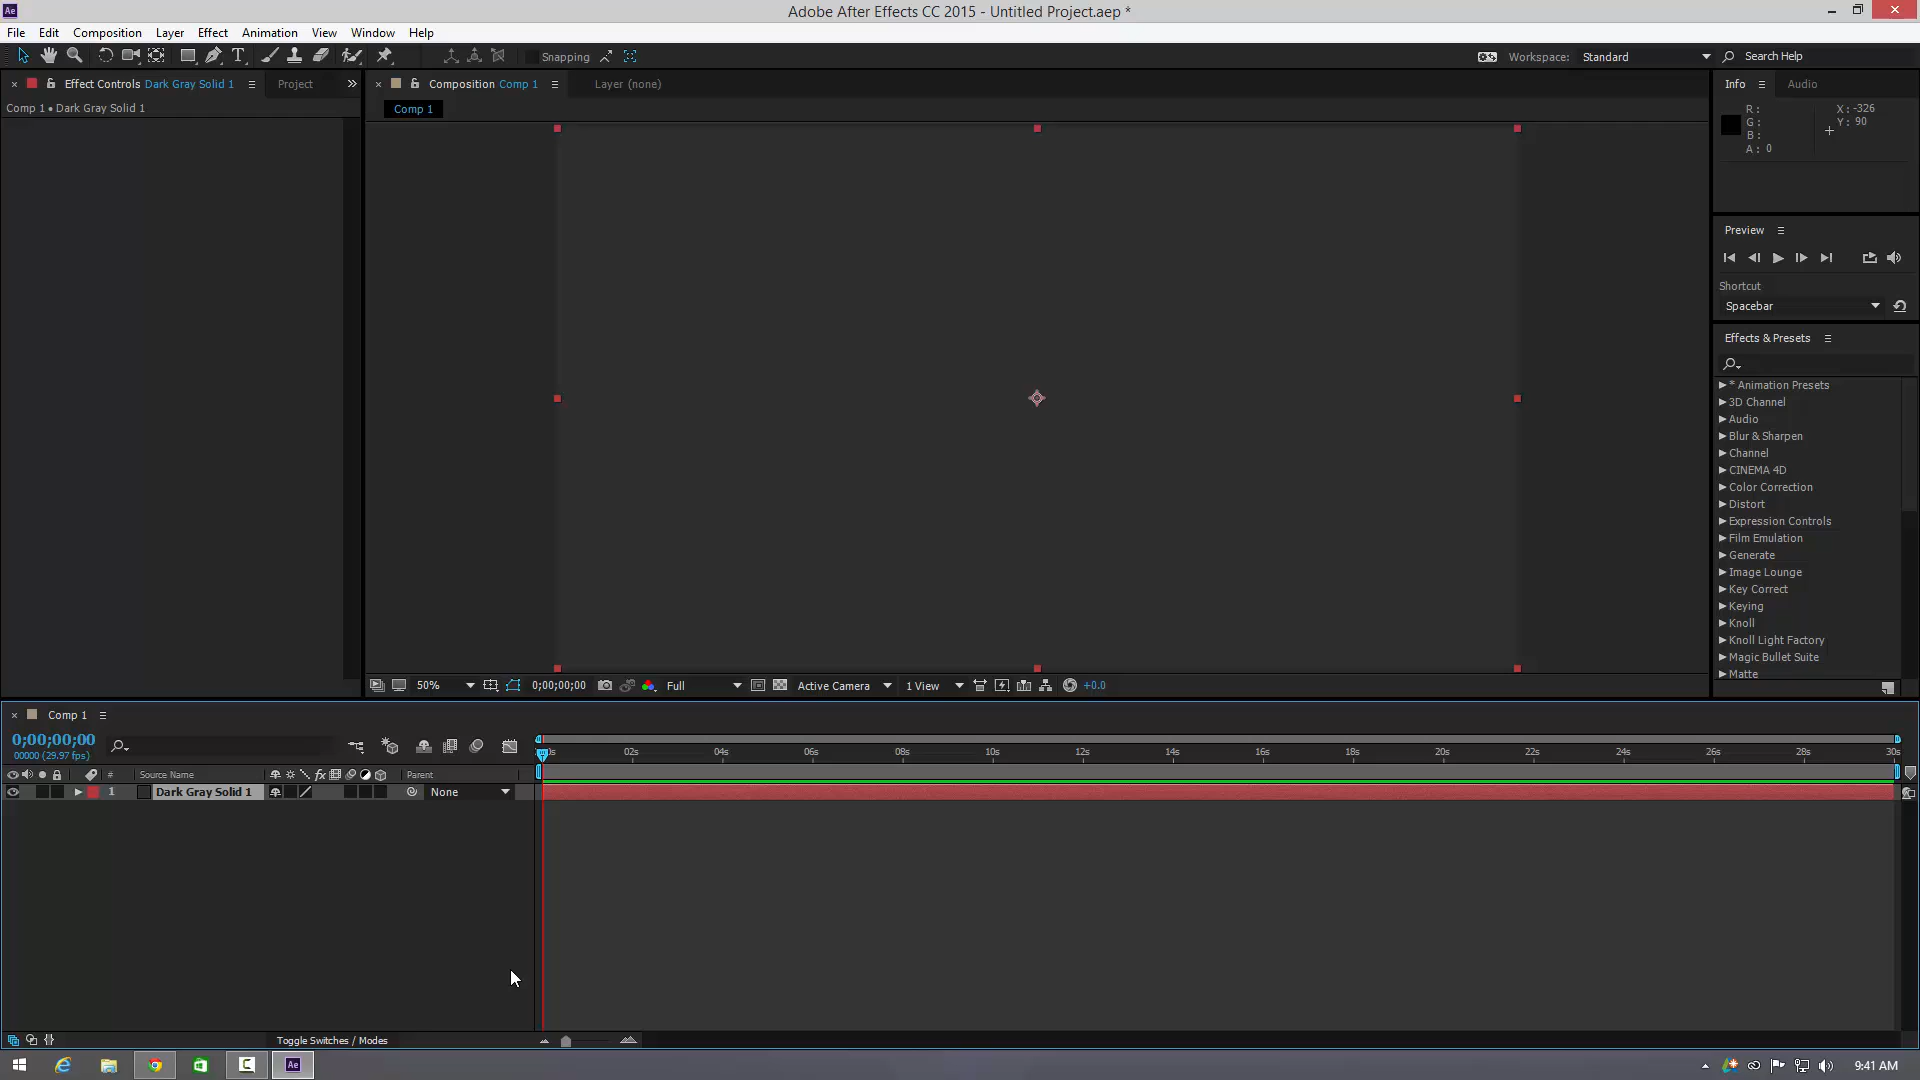 Ae Adobe After Effects CC 2015 - Untitled Project.aep *
File Edit Composition Layer Effect Animation View Window Help
Snapping Workspace: Standard Search Help
Effect Controls Dark Gray Solid 1 Project
Composition Comp 1 Layer (none)
Info Audio
Comp 1 • Dark Gray Solid 1
Comp 1
R : X : -326
G : Y : 90
B :
A : 0
Preview
Shortcut
Spacebar
Effects & Presets
* Animation Presets
3D Channel
Audio
Blur & Sharpen
Channel
CINEMA 4D
Color Correction
Distort
Expression Controls
Film Emulation
Generate
Image Lounge
Key Correct
Keying
Knoll
Knoll Light Factory
Magic Bullet Suite
Matte
50% 0;00;00;00 Full Active Camera 1 View +0.0
Comp 1
0;00;00;00
00000 (29.97 fps)
02s 04s 06s 08s 10s 12s 14s 16s 18s 20s 22s 24s 26s 28s 30s
# Source Name fx Parent
1 Dark Gray Solid 1 None
Toggle Switches / Modes
Ae 9:41 AM